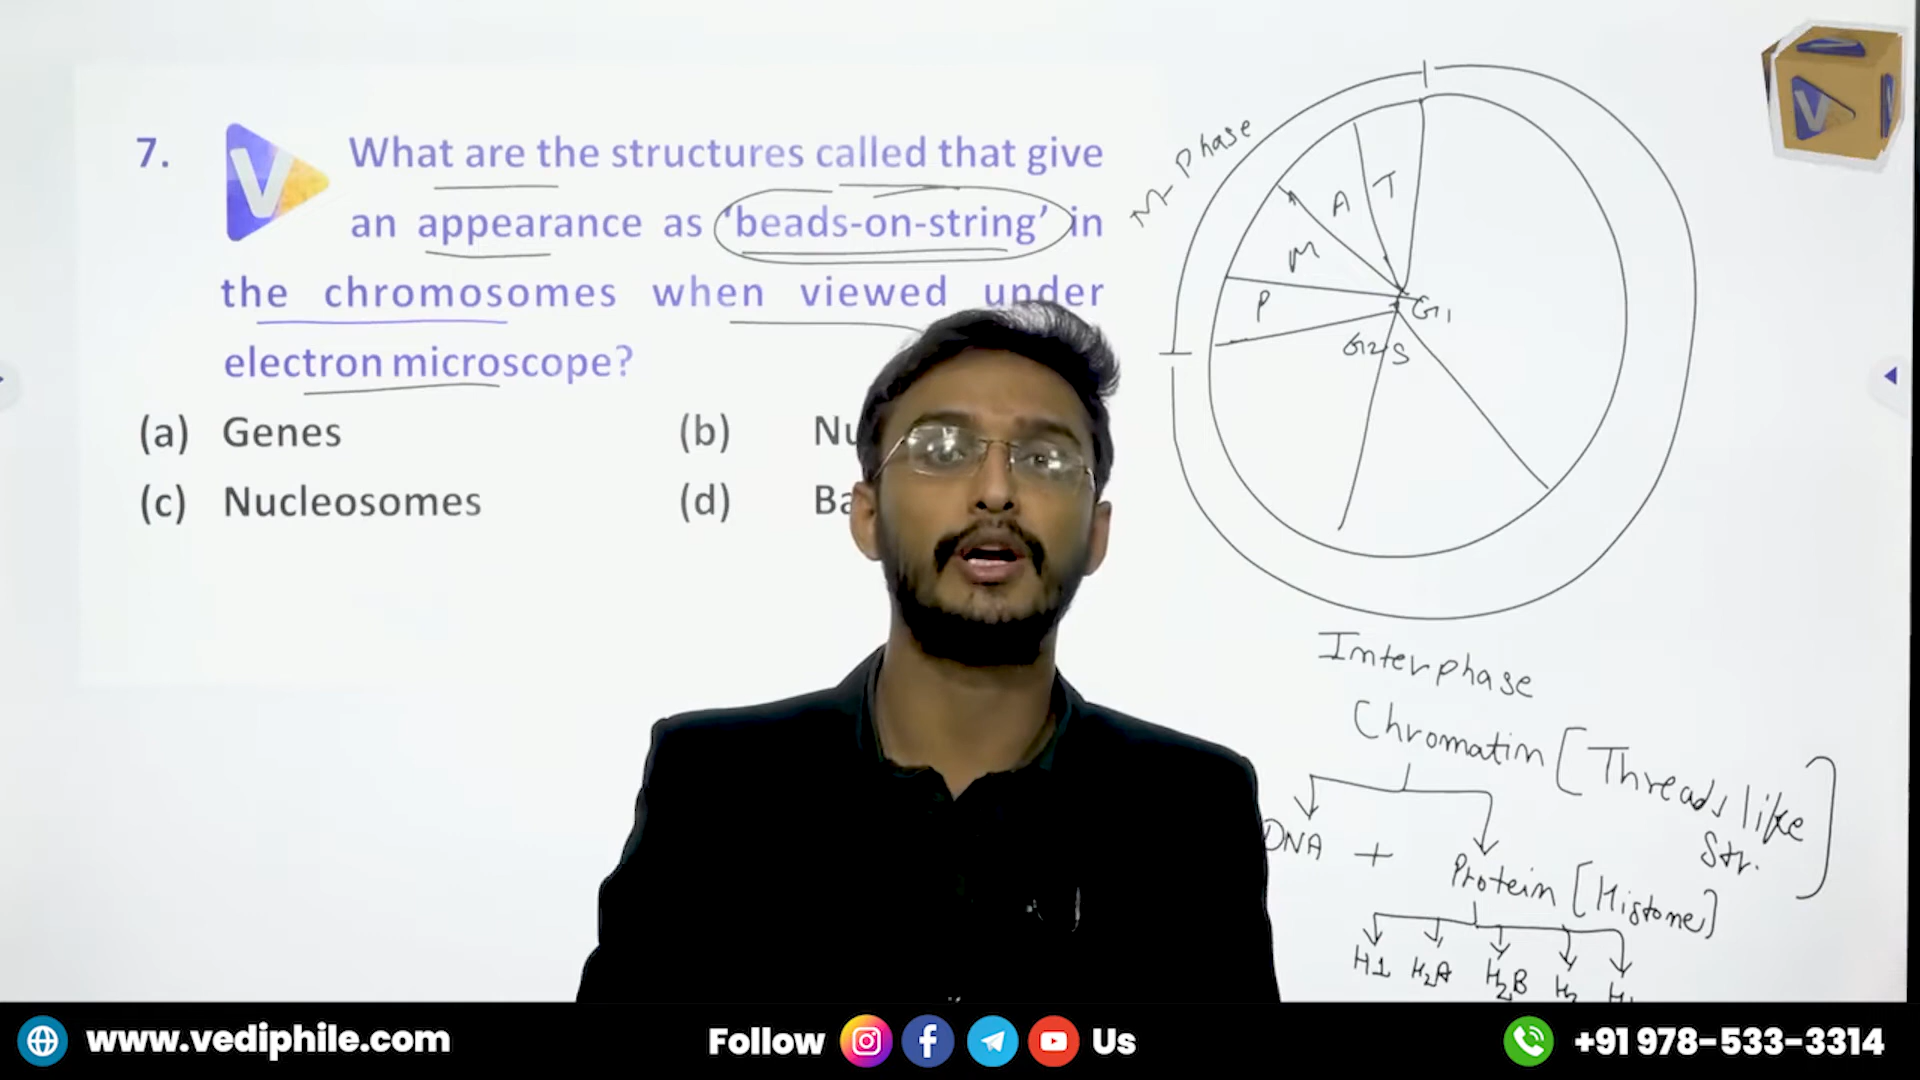 7. What are the structures called that give
an appearance as ‘beads-on-string’ in
the chromosomes when viewed under
electron microscope?
(a) Genes (b)
(c) Nucleosomes (d)
M-Phase
T
A
M
P
G1
G2 S
Interphase
Chromatin [Threads like
Str.]
DNA + Protein [Histone]
H1 H2A H2B
www.vediphile.com
Follow Us
+91 978-533-3314